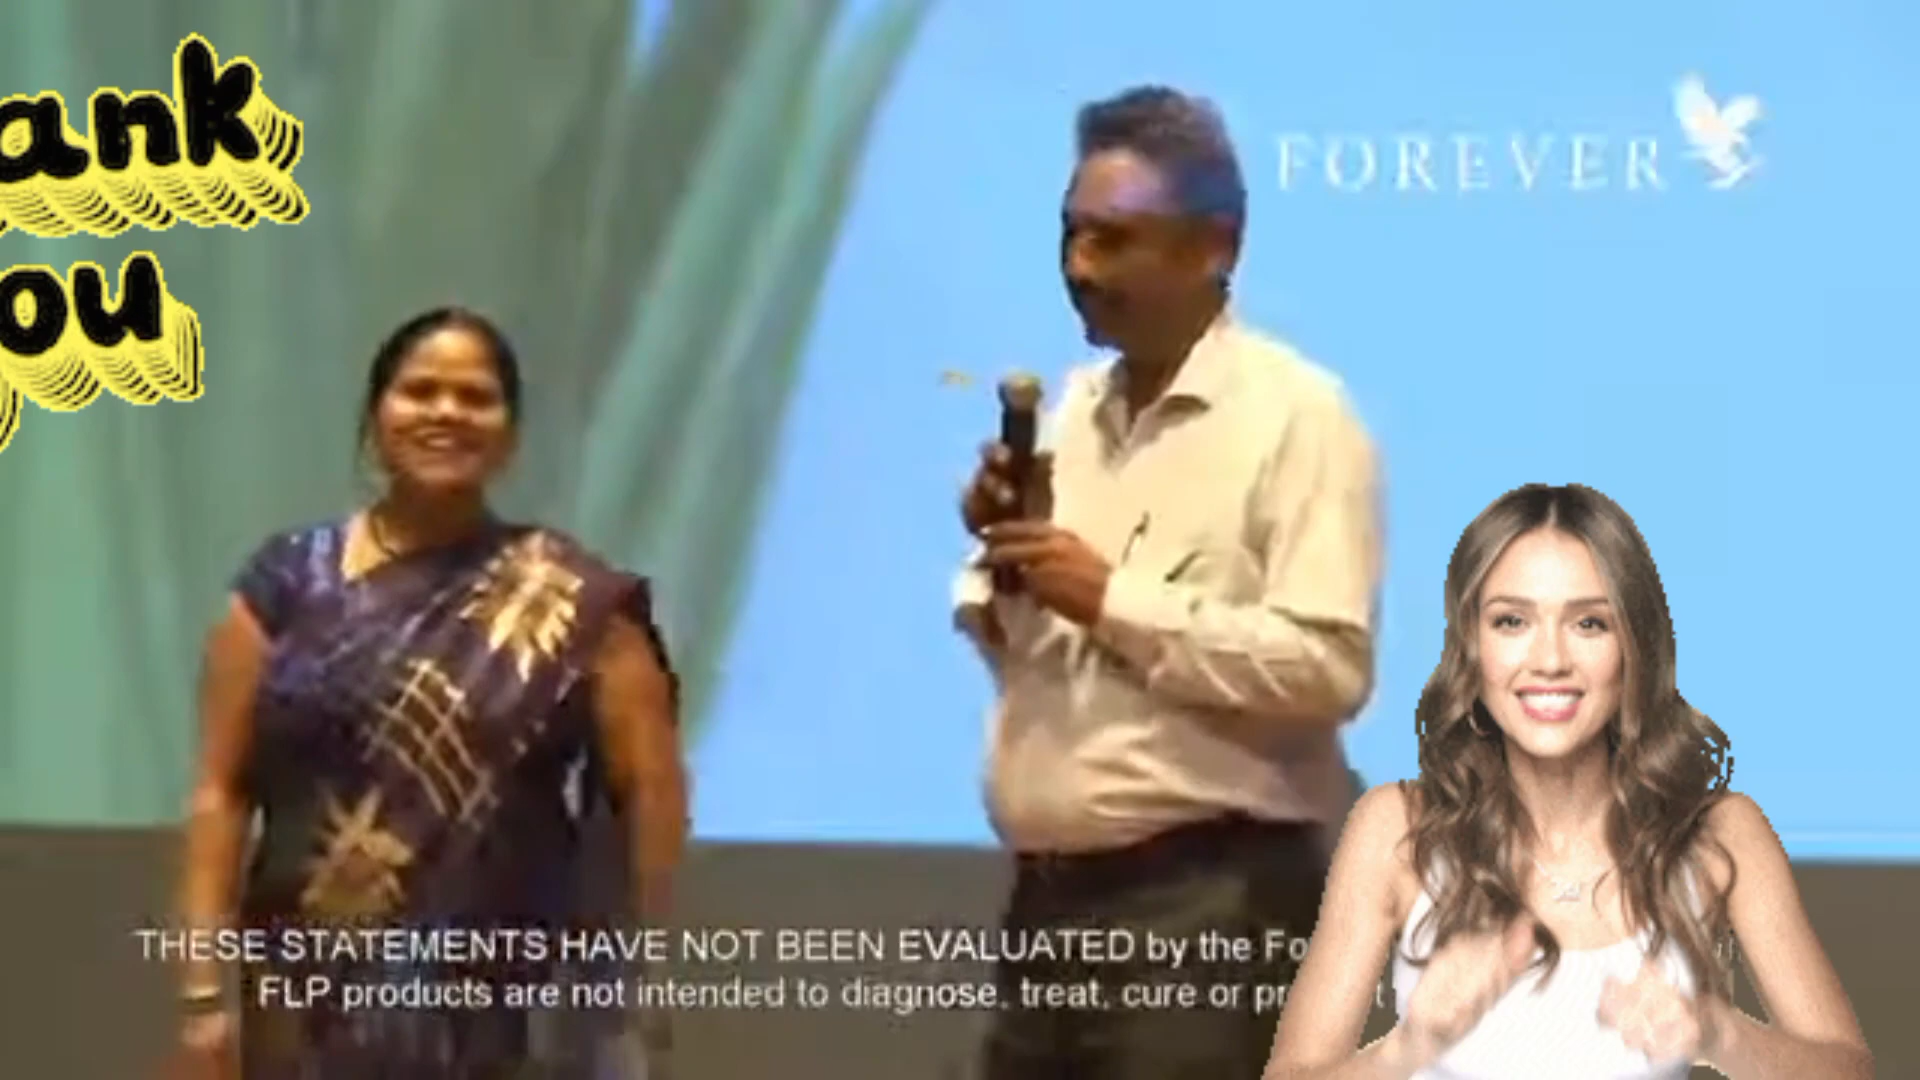 ank
you
FOREVER
THESE STATEMENTS HAVE NOT BEEN EVALUATED by the Fo
FLP products are not intended to diagnose, treat, cure or pr t